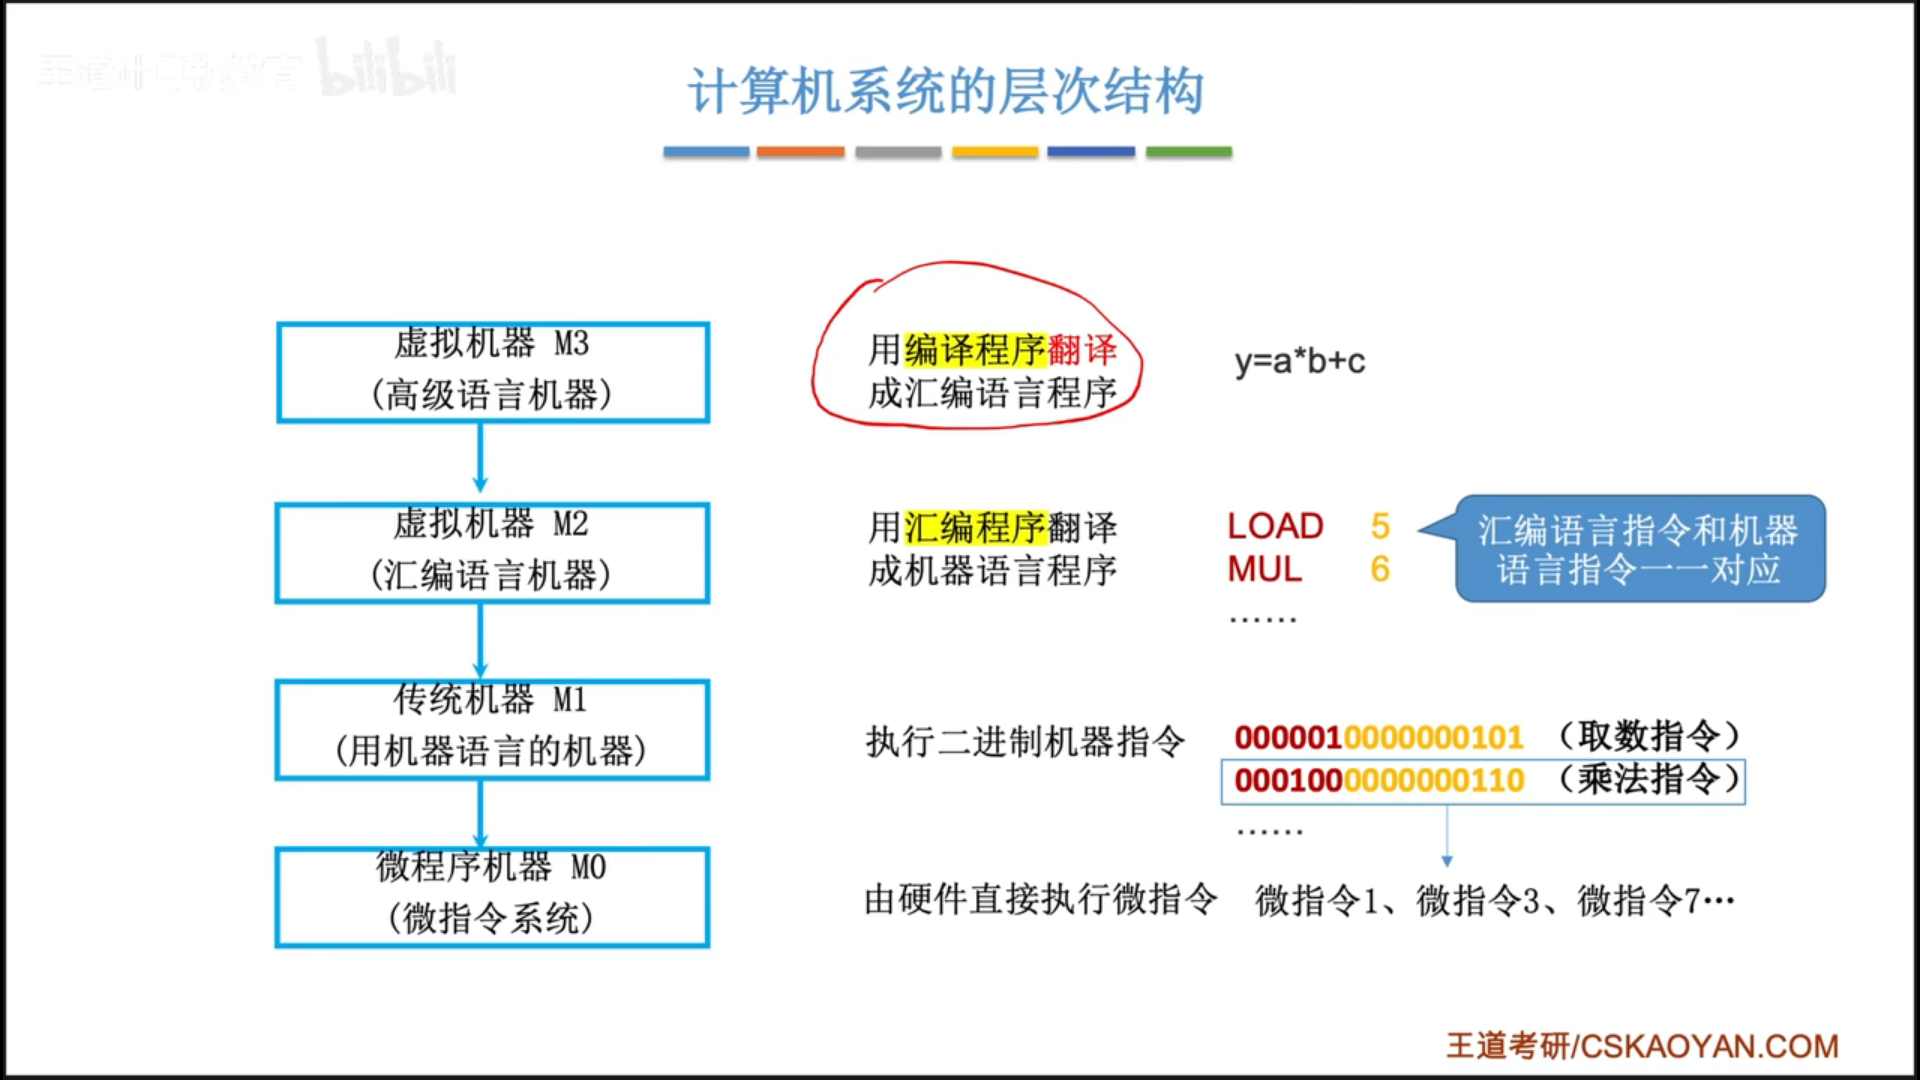 王道计算机教育 bilibili
计算机系统的层次结构
虚拟机器 M3
(高级语言机器)
用编译程序翻译
成汇编语言程序
y=a*b+c
虚拟机器 M2
(汇编语言机器)
用汇编程序翻译
成机器语言程序
LOAD 5
MUL 6
……
汇编语言指令和机器
语言指令一一对应
传统机器 M1
(用机器语言的机器)
执行二进制机器指令
0000010000000101 （取数指令）
0001000000000110 （乘法指令）
……
微程序机器 M0
(微指令系统)
由硬件直接执行微指令
微指令1、微指令3、微指令7…
王道考研/CSKAOYAN.COM